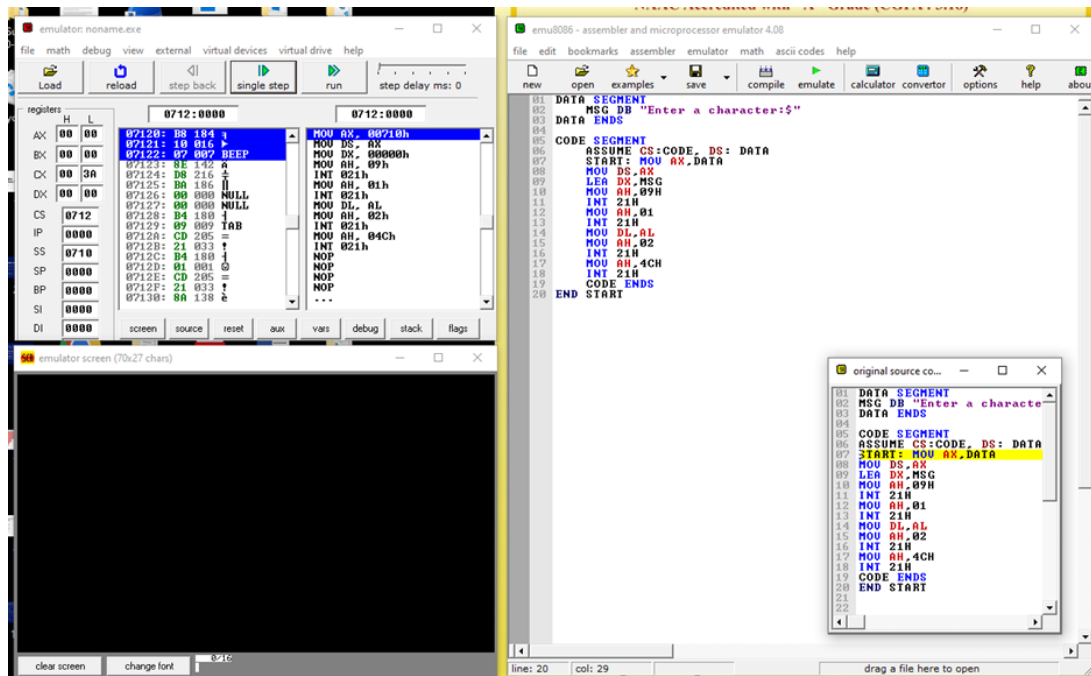 emulator: noname.exe
file math debug view external virtual devices virtual drive help
Load reload step back single step run step delay ms: 0
registers
H L
0712:0000 0712:0000
AX 00 00
BX 00 00
CX 00 3A
DX 00 00
CS 0712
IP 0000
SS 0710
SP 0000
BP 0000
SI 0000
DI 0000
07120: B8 184 ╕
07121: 10 016 ►
07122: 07 007 BEEP
07123: 8E 142 Ä
07124: D8 216 ╪
07125: BA 186 ║
07126: 00 000 NULL
07127: 00 000 NULL
07128: B4 180 ┤
07129: 09 009 TAB
0712A: CD 205 =
0712B: 21 033 !
0712C: B4 180 ┤
0712D: 01 001 ☺
0712E: CD 205 =
0712F: 21 033 !
07130: 8A 138 è
MOV AX, 00710h
MOV DS, AX
MOV DX, 00000h
MOV AH, 09h
INT 021h
MOV AH, 01h
INT 021h
MOV DL, AL
MOV AH, 02h
INT 021h
MOV AH, 04Ch
INT 021h
NOP
NOP
NOP
NOP
...
screen source reset aux vars debug stack flags
emulator screen (70x27 chars)
clear screen change font 0/16
emu8086 - assembler and microprocessor emulator 4.08
file edit bookmarks assembler emulator math ascii codes help
new open examples save compile emulate calculator convertor options help abou
01 DATA SEGMENT
02 MSG DB "Enter a character:$"
03 DATA ENDS
04
05 CODE SEGMENT
06 ASSUME CS:CODE, DS: DATA
07 START: MOV AX,DATA
08 MOV DS,AX
09 LEA DX,MSG
10 MOV AH,09H
11 INT 21H
12 MOV AH,01
13 INT 21H
14 MOV DL,AL
15 MOV AH,02
16 INT 21H
17 MOV AH,4CH
18 INT 21H
19 CODE ENDS
20 END START
original source co...
01 DATA SEGMENT
02 MSG DB "Enter a characte
03 DATA ENDS
04
05 CODE SEGMENT
06 ASSUME CS:CODE, DS: DATA
07 START: MOV AX,DATA
08 MOV DS,AX
09 LEA DX,MSG
10 MOV AH,09H
11 INT 21H
12 MOV AH,01
13 INT 21H
14 MOV DL,AL
15 MOV AH,02
16 INT 21H
17 MOV AH,4CH
18 INT 21H
19 CODE ENDS
20 END START
21
22
line: 20 col: 29 drag a file here to open